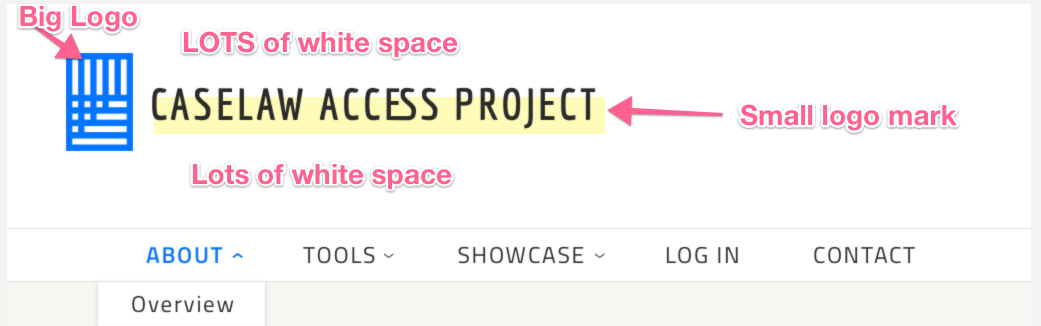 Big Logo
LOTS of white space
CASELAW ACCESS PROJECT
Small logo mark
Lots of white space
ABOUT TOOLS SHOWCASE LOG IN CONTACT
Overview